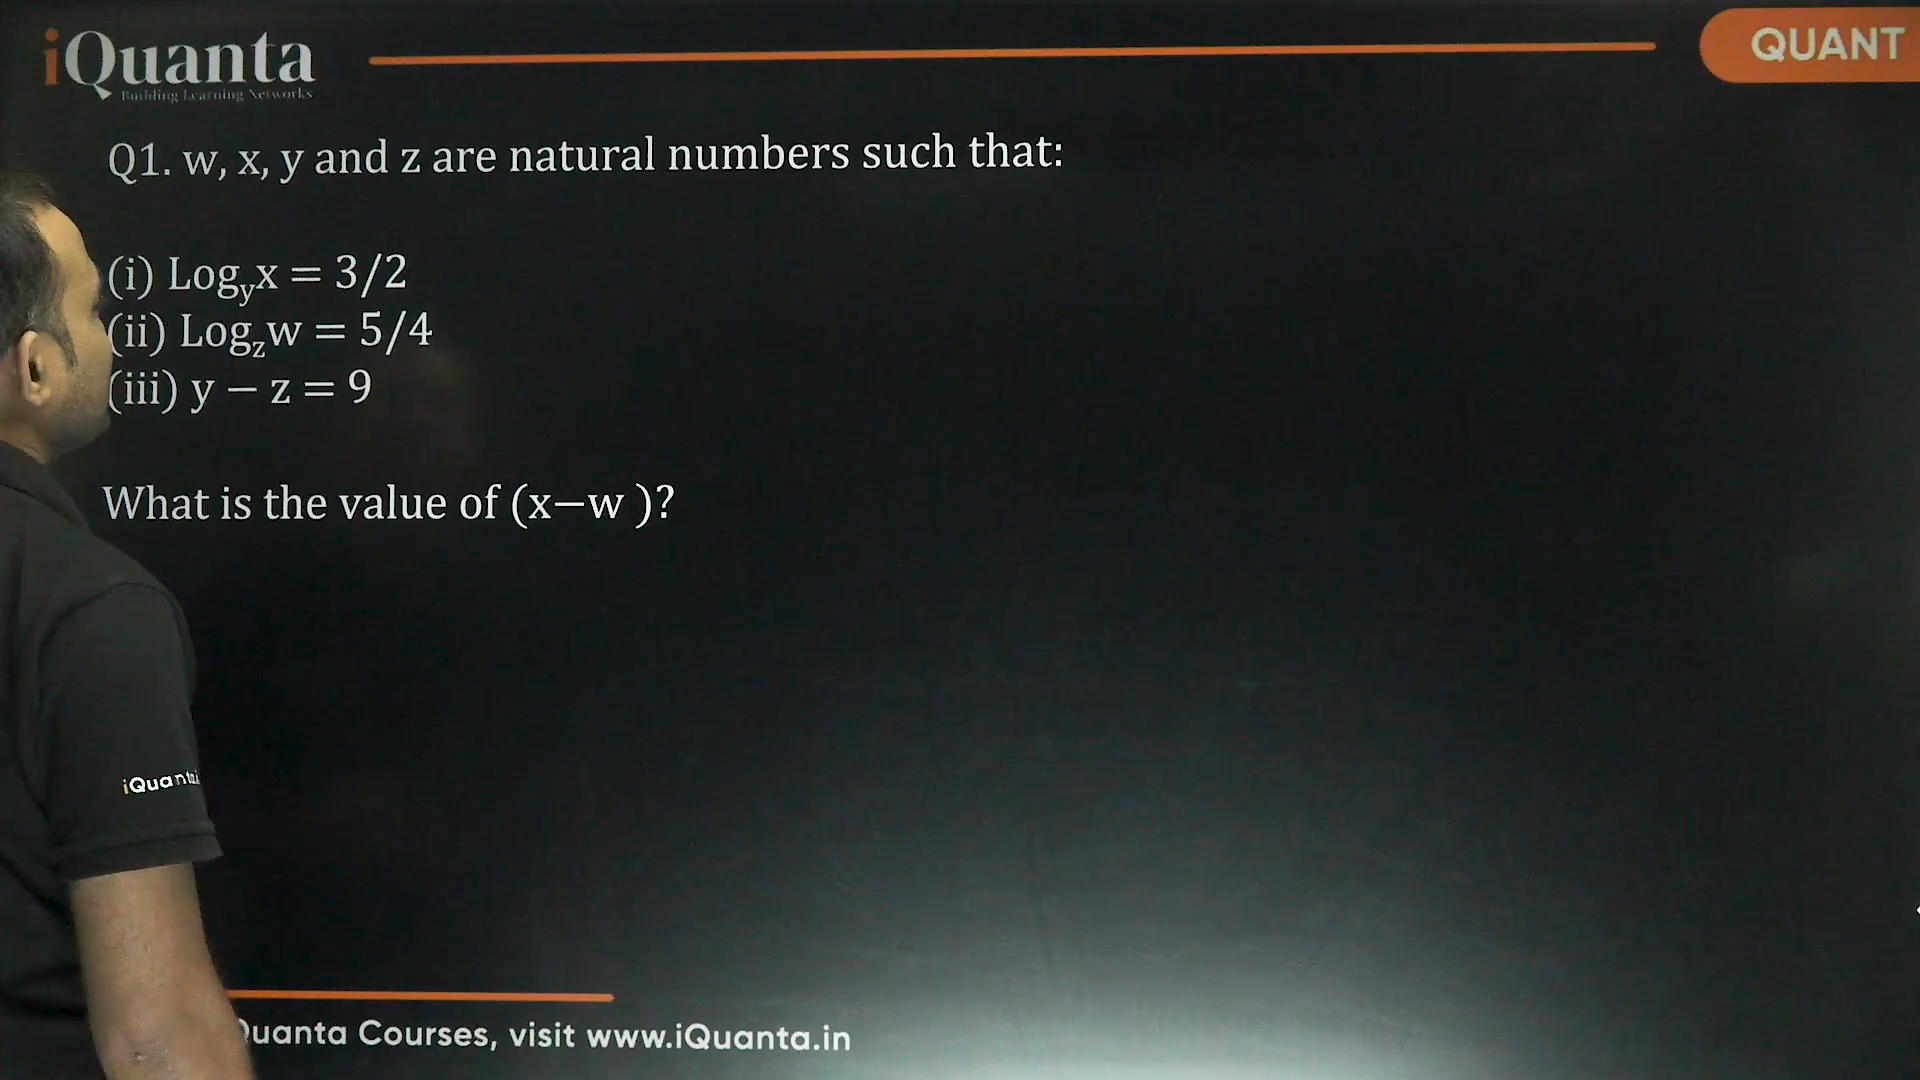 iQuanta
Building Learning Networks
QUANT
Q1. w, x, y and z are natural numbers such that:
(i) Log_y x = 3/2
(ii) Log_z w = 5/4
(iii) y − z = 9
What is the value of (x−w )?
iQuanta
Quanta Courses, visit www.iQuanta.in